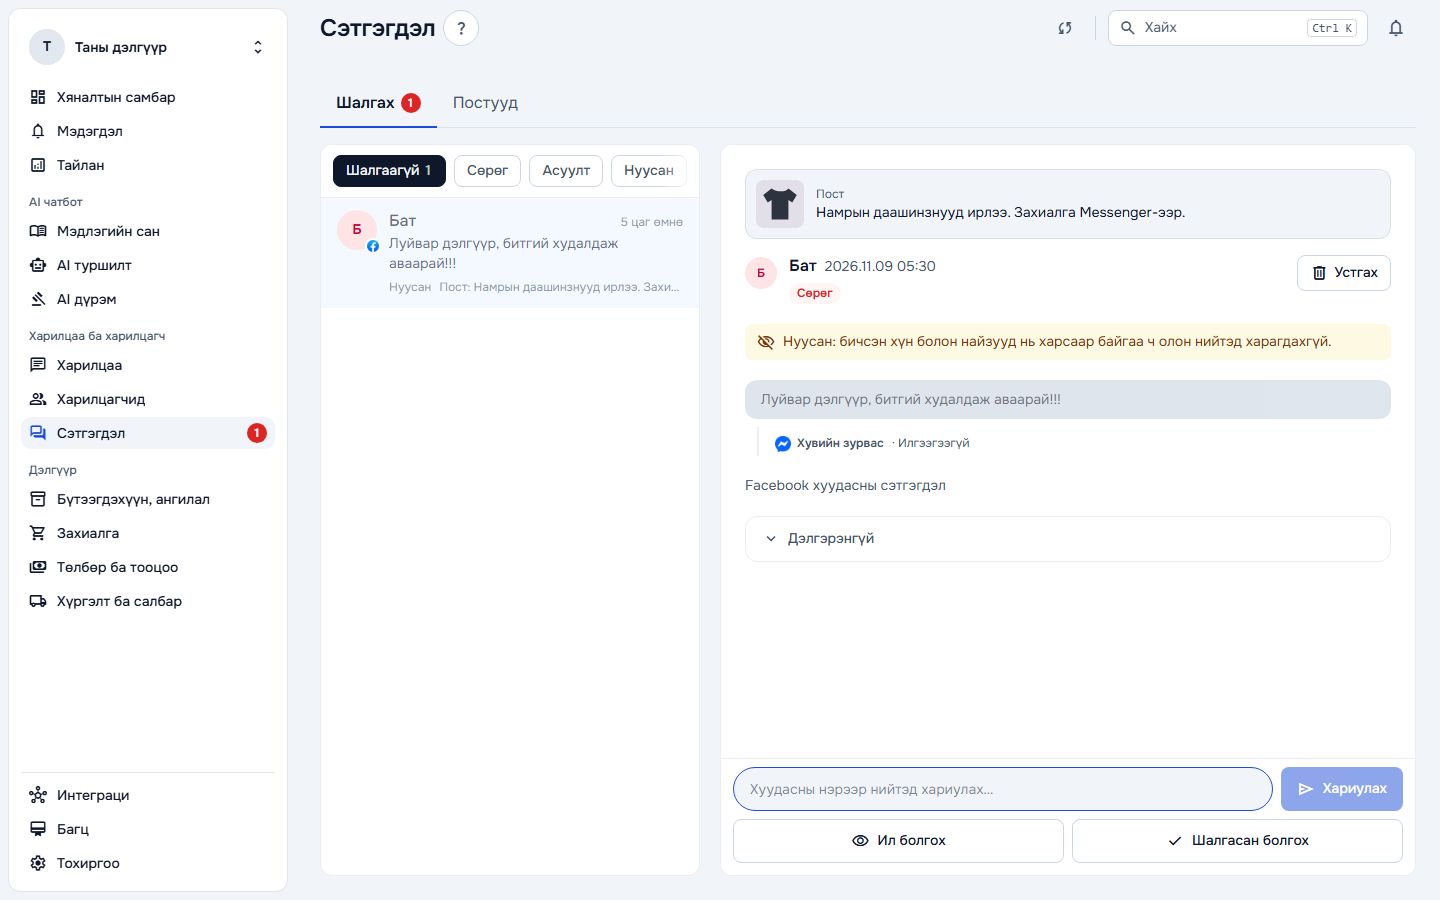 Т Таны дэлгүүр
Хяналтын самбар
Мэдэгдэл
Тайлан
AI чатбот
Мэдлэгийн сан
AI туршилт
AI дүрэм
Харилцаа ба харилцагч
Харилцаа
Харилцагчид
Сэтгэгдэл 1
Дэлгүүр
Бүтээгдэхүүн, ангилал
Захиалга
Төлбөр ба тооцоо
Хүргэлт ба салбар
Интеграци
Багц
Тохиргоо
Сэтгэгдэл ?
Хайх Ctrl K
Шалгах 1 Постууд
Шалгаагүй 1 Сөрөг Асуулт Нуусан
Б Бат 5 цаг өмнө
Луйвар дэлгүүр, битгий худалдаж
аваарай!!!
Нуусан Пост: Намрын даашинзнууд ирлээ. Захи...
Пост
Намрын даашинзнууд ирлээ. Захиалга Messenger-ээр.
Б Бат 2026.11.09 05:30
Сөрөг
Устгах
Нуусан: бичсэн хүн болон найзууд нь харсаар байгаа ч олон нийтэд харагдахгүй.
Луйвар дэлгүүр, битгий худалдаж аваарай!!!
Хувийн зурвас · Илгээгээгүй
Facebook хуудасны сэтгэгдэл
Дэлгэрэнгүй
Хуудасны нэрээр нийтэд хариулах...
Хариулах
Ил болгох
Шалгасан болгох